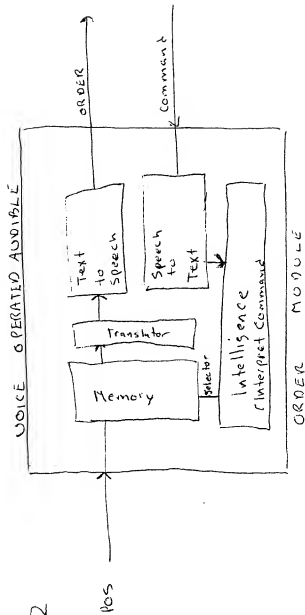 VOICE OPERATED AUDIBLE
ORDER
Command
Text
to
Speech
Speech
to
Text
Translator
Memory
Selector
Intelligence
(Interpret Command)
POS
2
ORDER MODULE